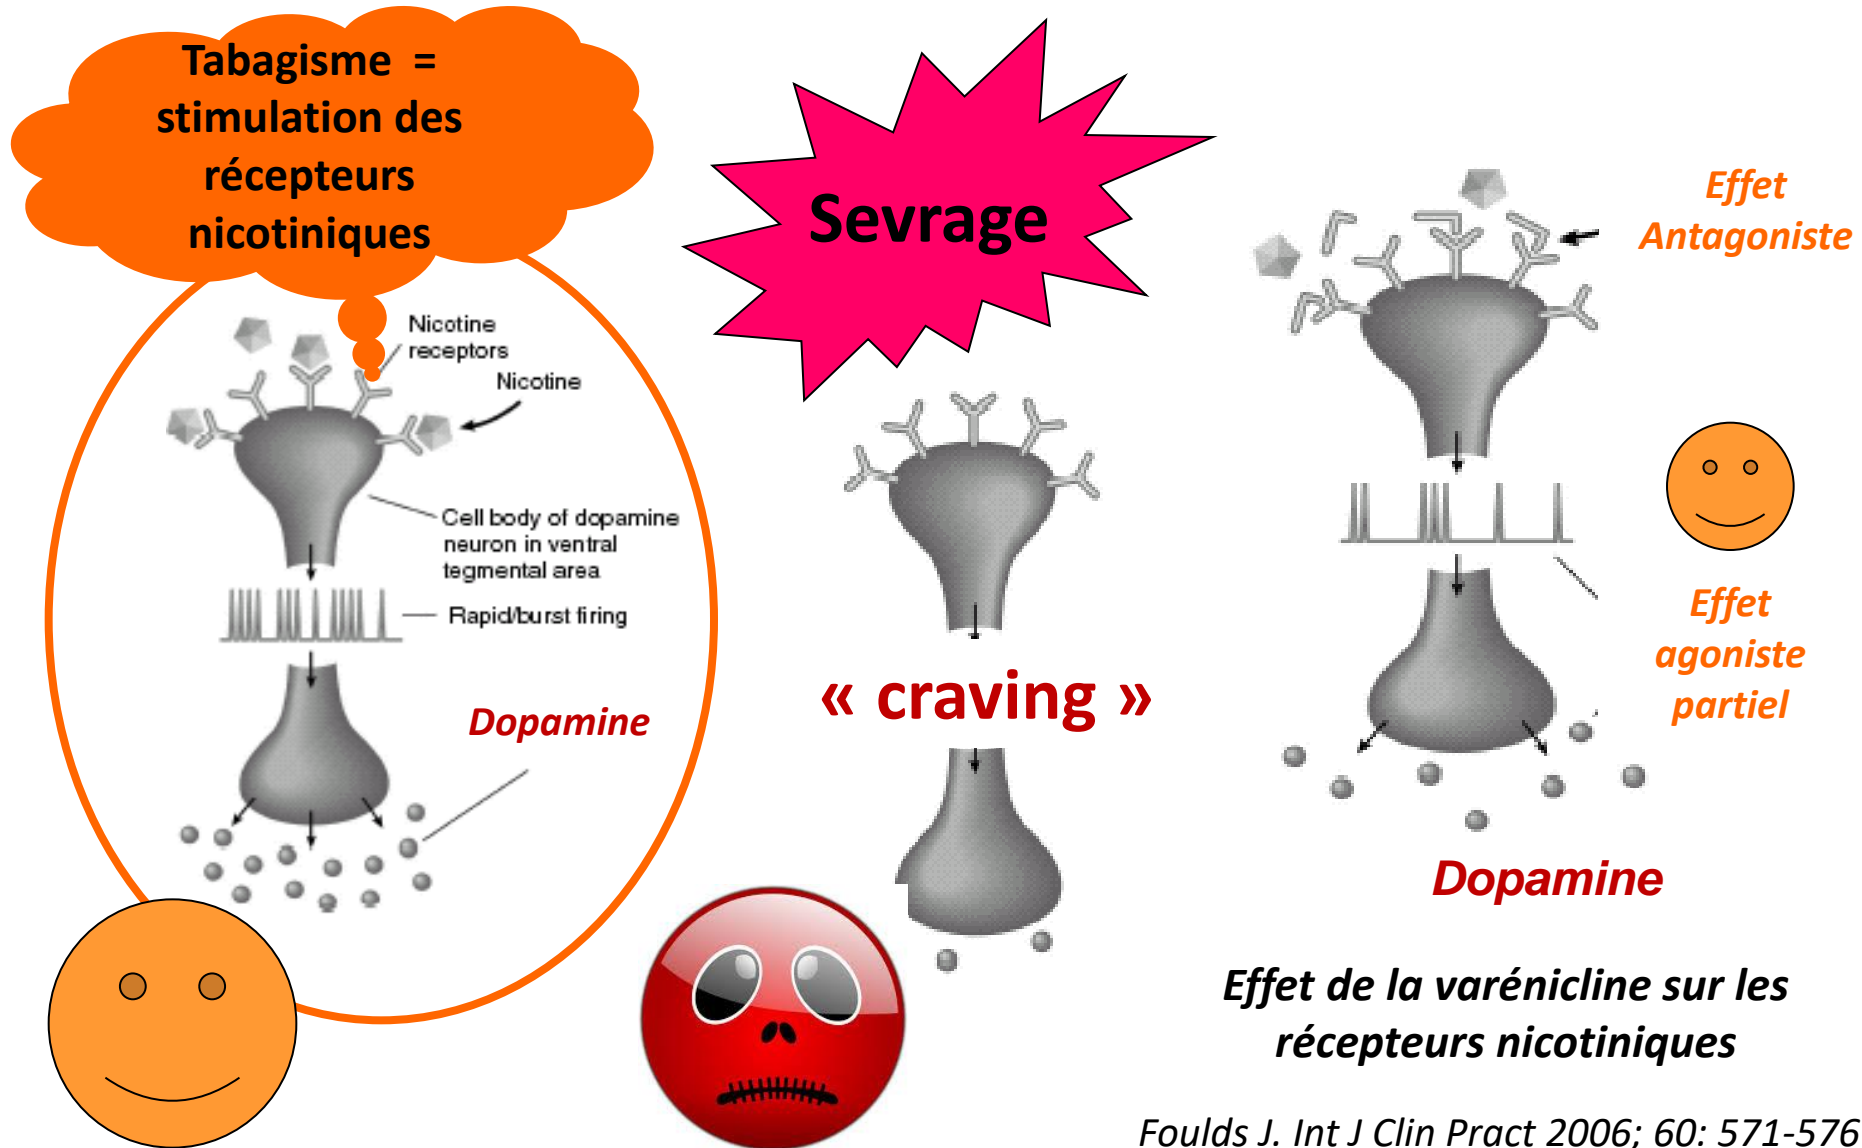 Tabagisme =
stimulation des
récepteurs
nicotiniques
Nicotine
receptors
Nicotine
Cell body of dopamine
neuron in ventral
tegmental area
Rapid/burst firing
Dopamine
Sevrage
« craving »
Effet
Antagoniste
Effet
agoniste
partiel
Dopamine
Effet de la varénicline sur les
récepteurs nicotiniques
Foulds J. Int J Clin Pract 2006; 60: 571-576